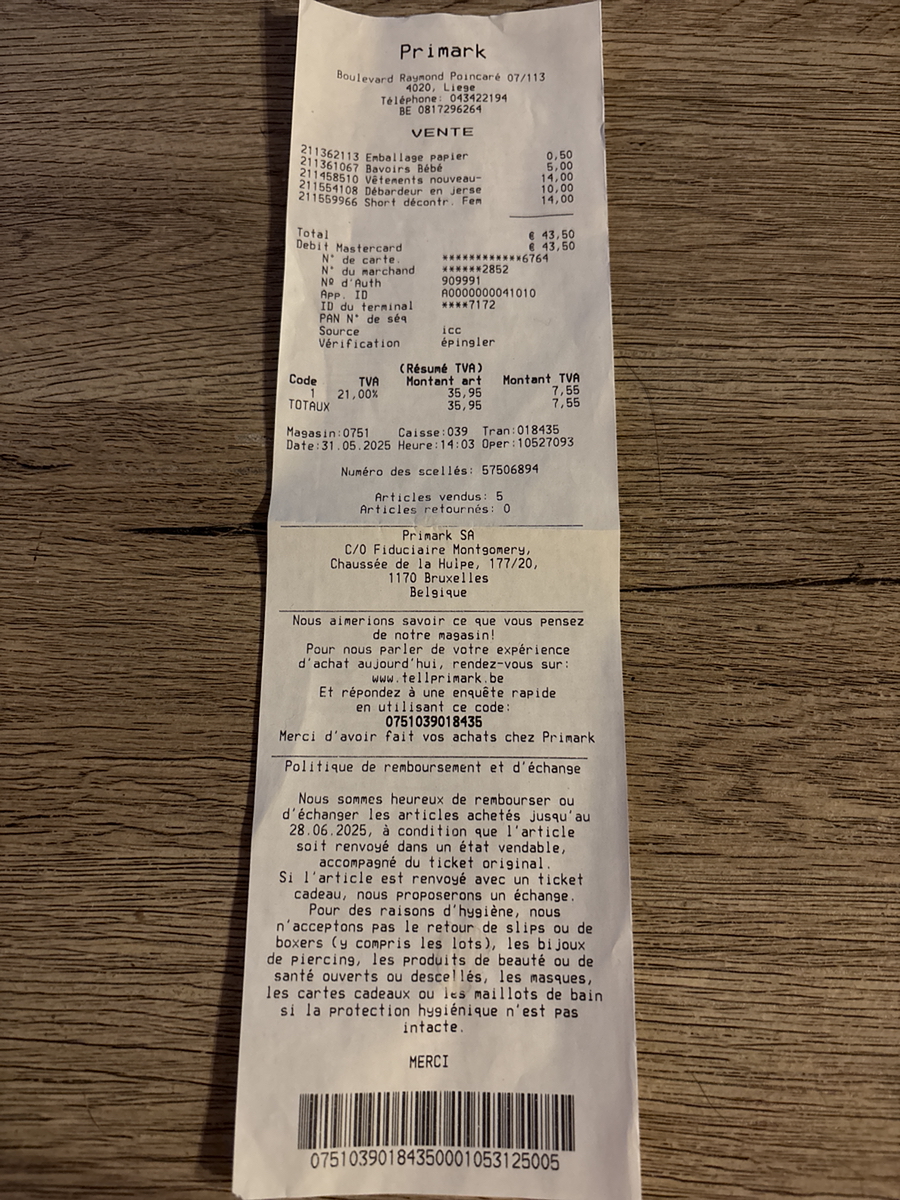 Primark
Boulevard Raymond Poincaré 07/113
4020, Liege
Téléphone: 043422194
BE 0817296264
VENTE
211362113 Emballage papier 0,50
211361067 Bavoirs Bébé 5,00
211458510 Vêtements nouveau- 14,00
211554108 Débardeur en jerse 10,00
211559966 Short décontr. Fem 14,00
Total € 43,50
Debit Mastercard € 43,50
N° de carte. ************6764
N° du marchand ******2852
Nº d'Auth 909991
App. ID A0000000041010
ID du terminal ****7172
PAN N° de séq
Source icc
Vérification épingler
(Résumé TVA)
Code TVA Montant art Montant TVA
1 21,00% 35,95 7,55
TOTAUX 35,95 7,55
Magasin:0751 Caisse:039 Tran:018435
Date:31.05.2025 Heure:14:03 Oper:10527093
Numéro des scellés: 57506894
Articles vendus: 5
Articles retournés: 0
Primark SA
C/O Fiduciaire Montgomery,
Chaussée de la Hulpe, 177/20,
1170 Bruxelles
Belgique
Nous aimerions savoir ce que vous pensez
de notre magasin!
Pour nous parler de votre expérience
d'achat aujourd'hui, rendez-vous sur:
www.tellprimark.be
Et répondez à une enquête rapide
en utilisant ce code:
0751039018435
Merci d'avoir fait vos achats chez Primark
Politique de remboursement et d'échange
Nous sommes heureux de rembourser ou
d'échanger les articles achetés jusqu'au
28.06.2025, à condition que l'article
soit renvoyé dans un état vendable,
accompagné du ticket original.
Si l'article est renvoyé avec un ticket
cadeau, nous proposerons un échange.
Pour des raisons d'hygiène, nous
n'acceptons pas le retour de slips ou de
boxers (y compris les lots), les bijoux
de piercing, les produits de beauté ou de
santé ouverts ou descellés, les masques,
les cartes cadeaux ou les maillots de bain
si la protection hygiénique n'est pas
intacte.
MERCI
07510390184350001053125005